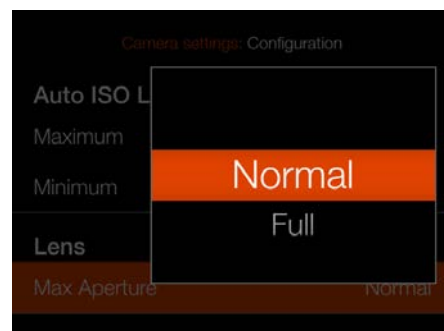 Camera settings: Configuration
Auto ISO L
Maximum
Minimum
Normal
Full
Lens
Max Aperture Normal